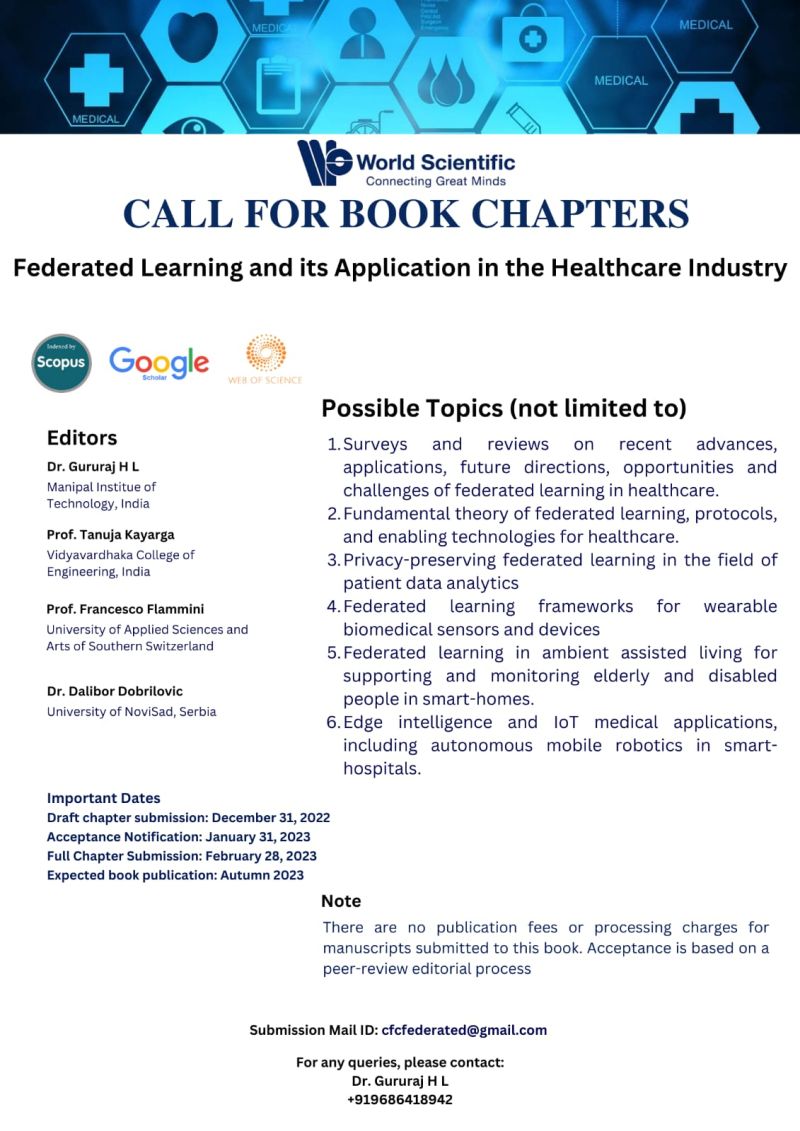 MEDICAL
MEDICAL
MEDICAL
MEDICAL
World Scientific
Connecting Great Minds
CALL FOR BOOK CHAPTERS
Federated Learning and its Application in the Healthcare Industry
Indexed by
Scopus
Google
Scholar
WEB OF SCIENCE
Editors
Dr. Gururaj H L
Manipal Institue of
Technology, India
Prof. Tanuja Kayarga
Vidyavardhaka College of
Engineering, India
Prof. Francesco Flammini
University of Applied Sciences and
Arts of Southern Switzerland
Dr. Dalibor Dobrilovic
University of NoviSad, Serbia
Possible Topics (not limited to)
1. Surveys and reviews on recent advances,
applications, future directions, opportunities and
challenges of federated learning in healthcare.
2. Fundamental theory of federated learning, protocols,
and enabling technologies for healthcare.
3. Privacy-preserving federated learning in the field of
patient data analytics
4. Federated learning frameworks for wearable
biomedical sensors and devices
5. Federated learning in ambient assisted living for
supporting and monitoring elderly and disabled
people in smart-homes.
6. Edge intelligence and IoT medical applications,
including autonomous mobile robotics in smart-
hospitals.
Important Dates
Draft chapter submission: December 31, 2022
Acceptance Notification: January 31, 2023
Full Chapter Submission: February 28, 2023
Expected book publication: Autumn 2023
Note
There are no publication fees or processing charges for
manuscripts submitted to this book. Acceptance is based on a
peer-review editorial process
Submission Mail ID: cfcfederated@gmail.com
For any queries, please contact:
Dr. Gururaj H L
+919686418942